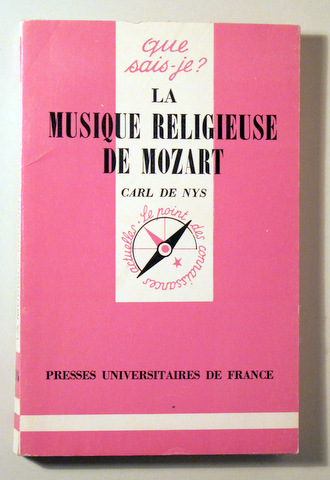 que
sais-je?
LA
MUSIQUE RELIGIEUSE
DE MOZART
CARL DE NYS
Le point des connaissances actuelles
PRESSES UNIVERSITAIRES DE FRANCE